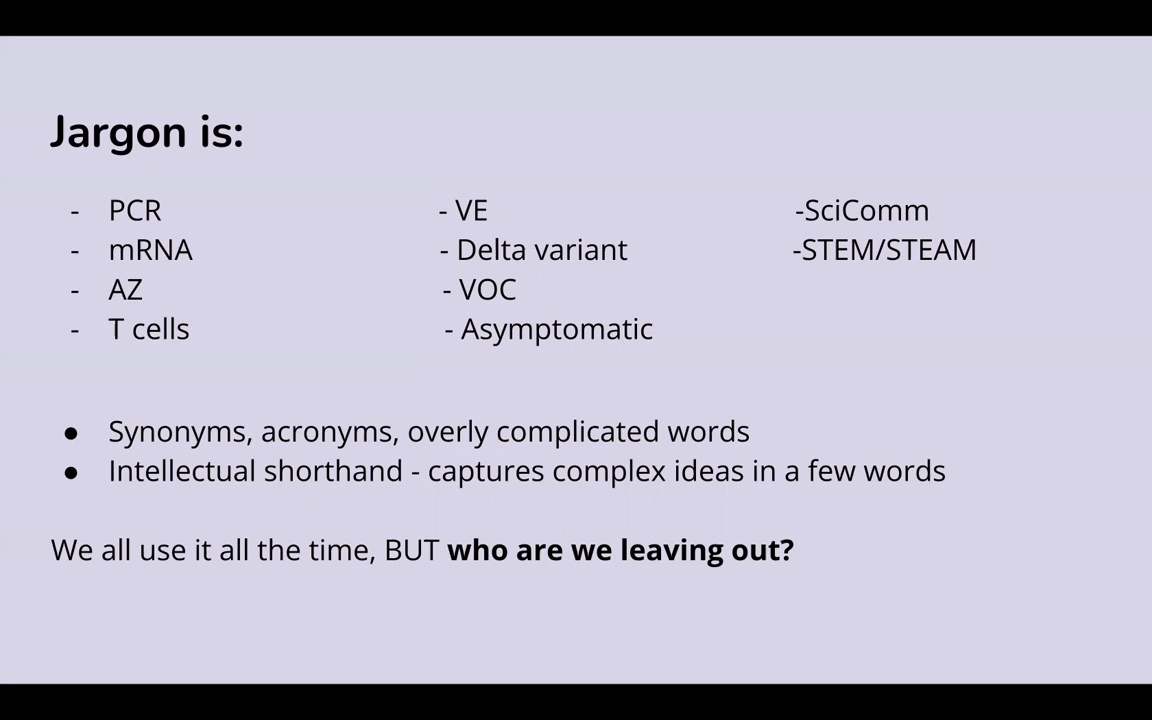 Jargon is:
- PCR - VE -SciComm
- mRNA - Delta variant -STEM/STEAM
- AZ - VOC
- T cells - Asymptomatic
● Synonyms, acronyms, overly complicated words
● Intellectual shorthand - captures complex ideas in a few words
We all use it all the time, BUT who are we leaving out?